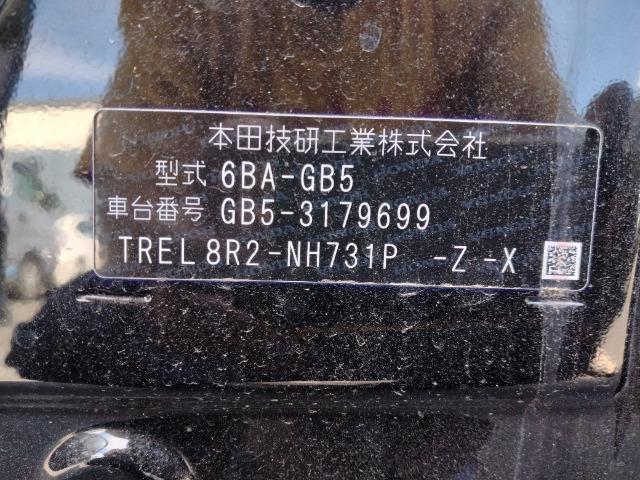 本田技研工業株式会社
型式 6BA-GB5
車台番号 GB5-3179699
TREL 8R2-NH731P -Z -X